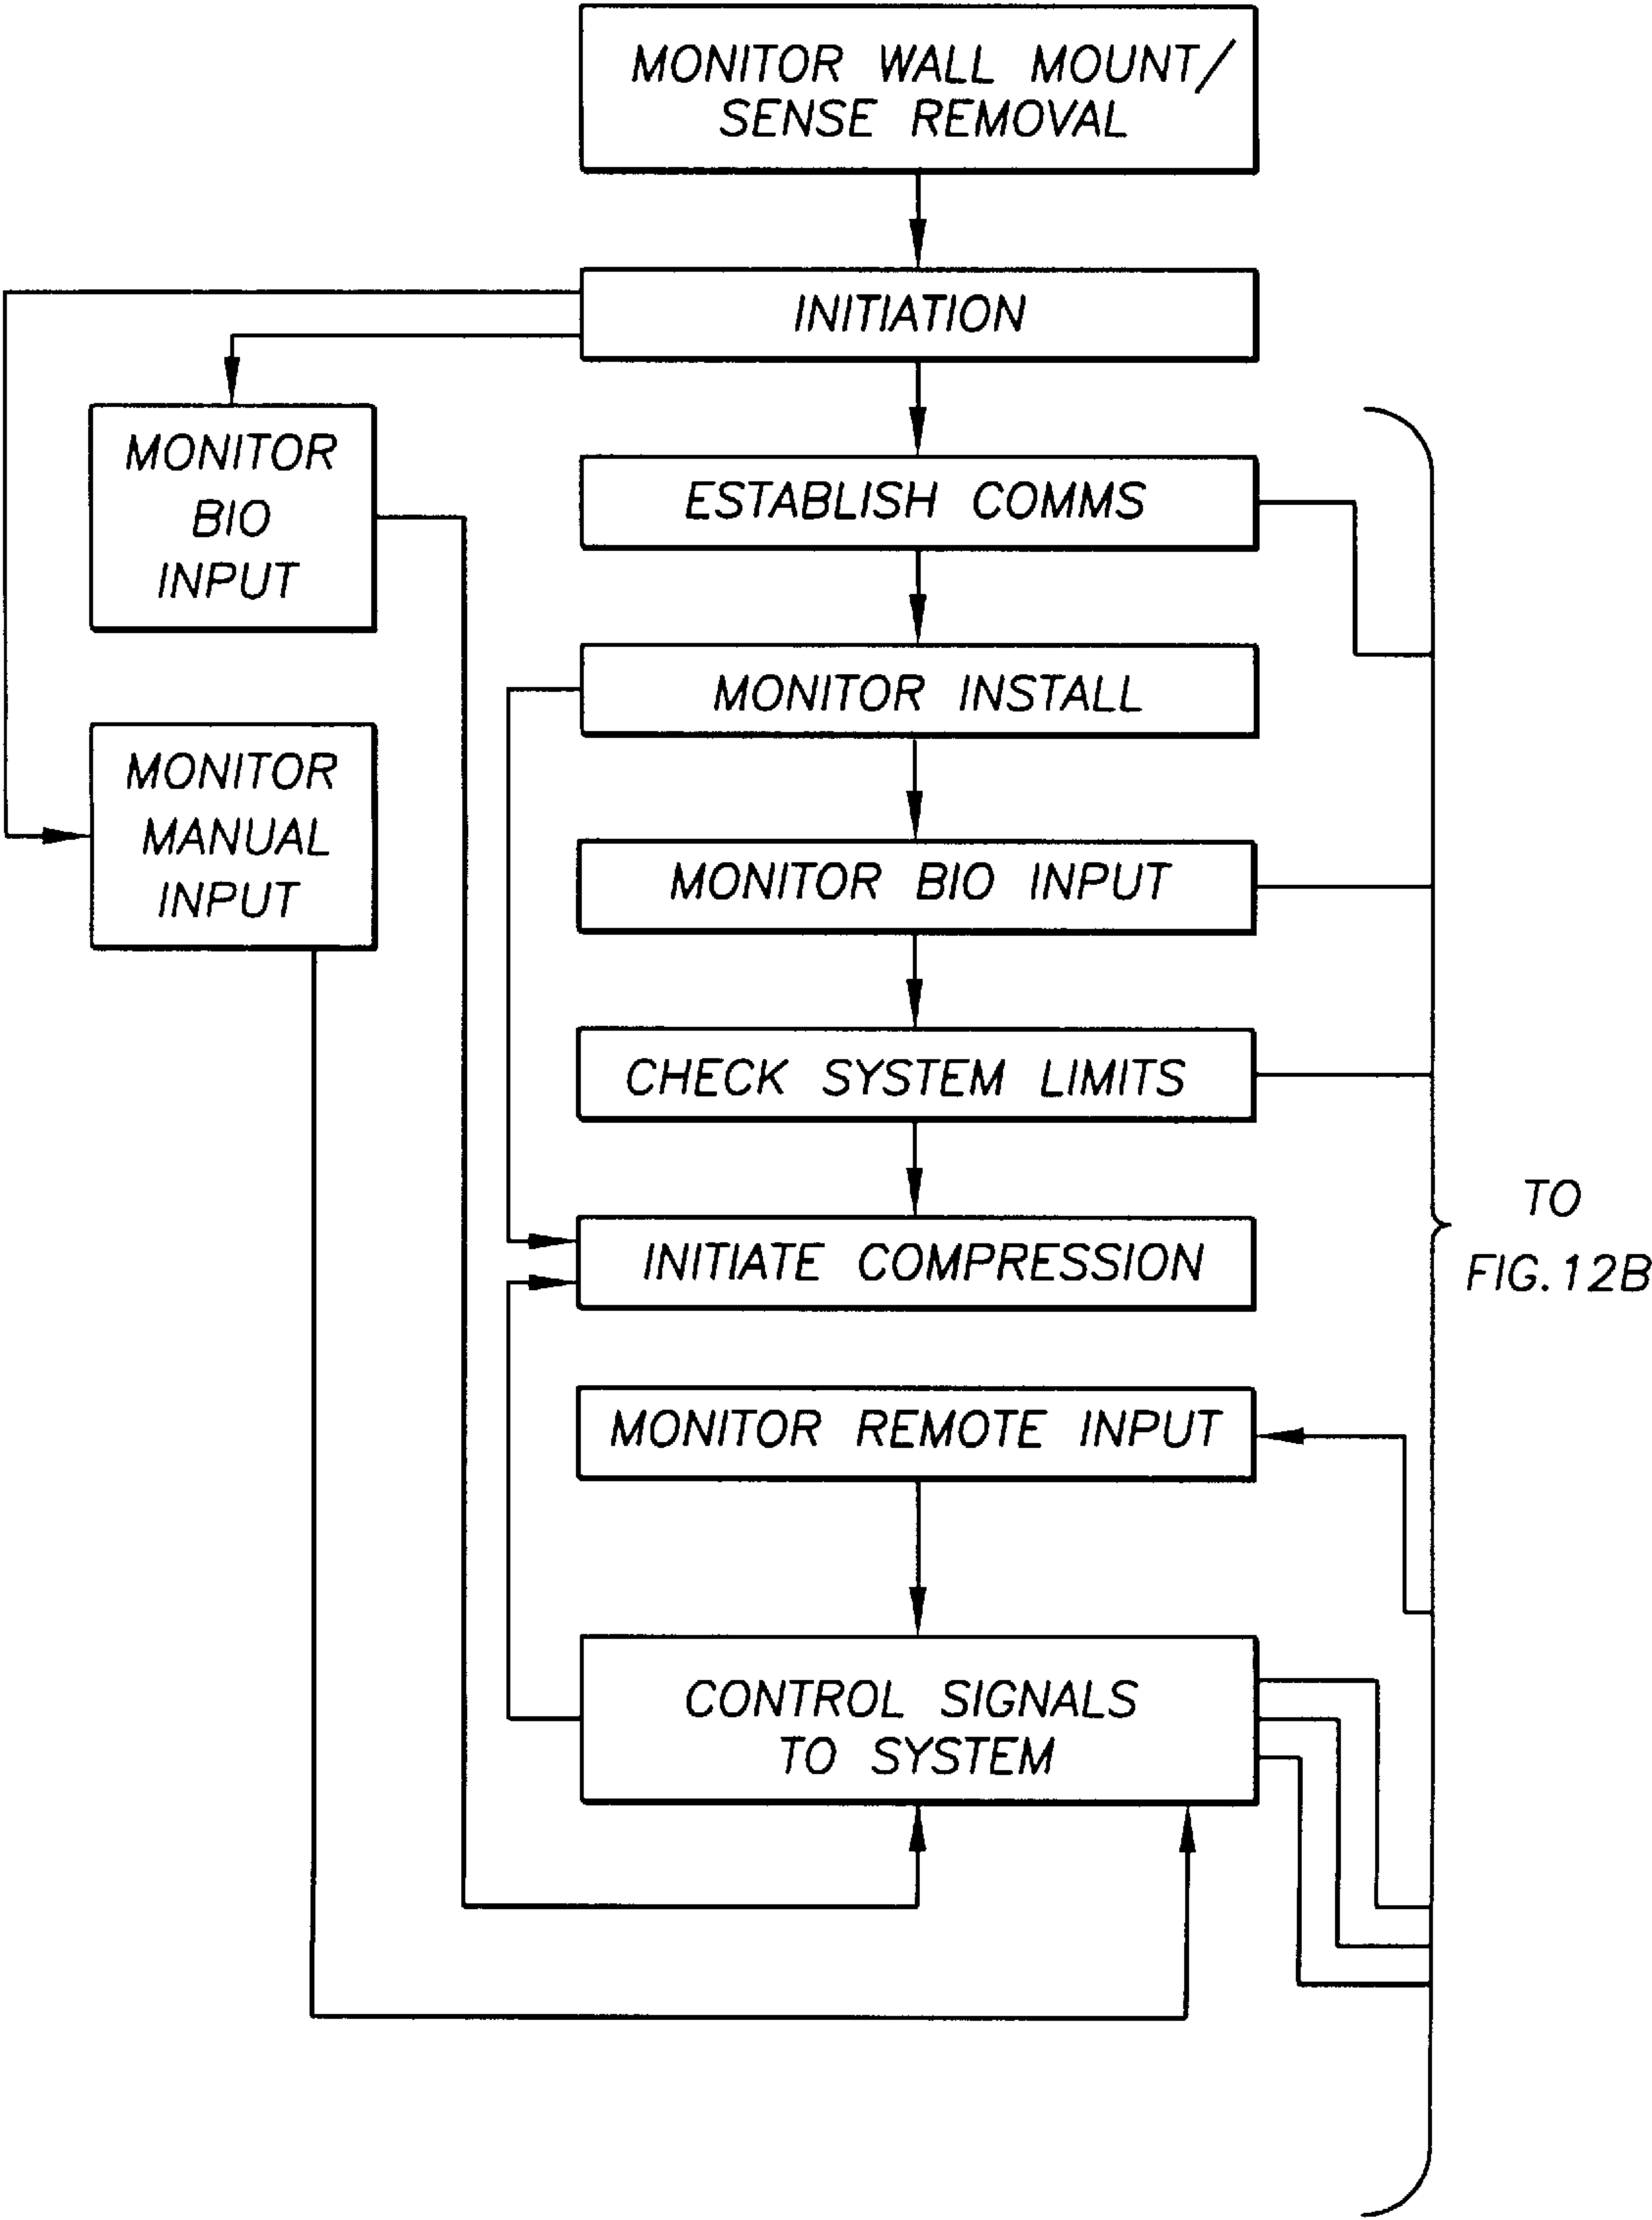 MONITOR WALL MOUNT/
SENSE REMOVAL
INITIATION
MONITOR
BIO
INPUT
ESTABLISH COMMS
MONITOR INSTALL
MONITOR
MANUAL
INPUT
MONITOR BIO INPUT
CHECK SYSTEM LIMITS
INITIATE COMPRESSION
TO
FIG.12B
MONITOR REMOTE INPUT
CONTROL SIGNALS
TO SYSTEM